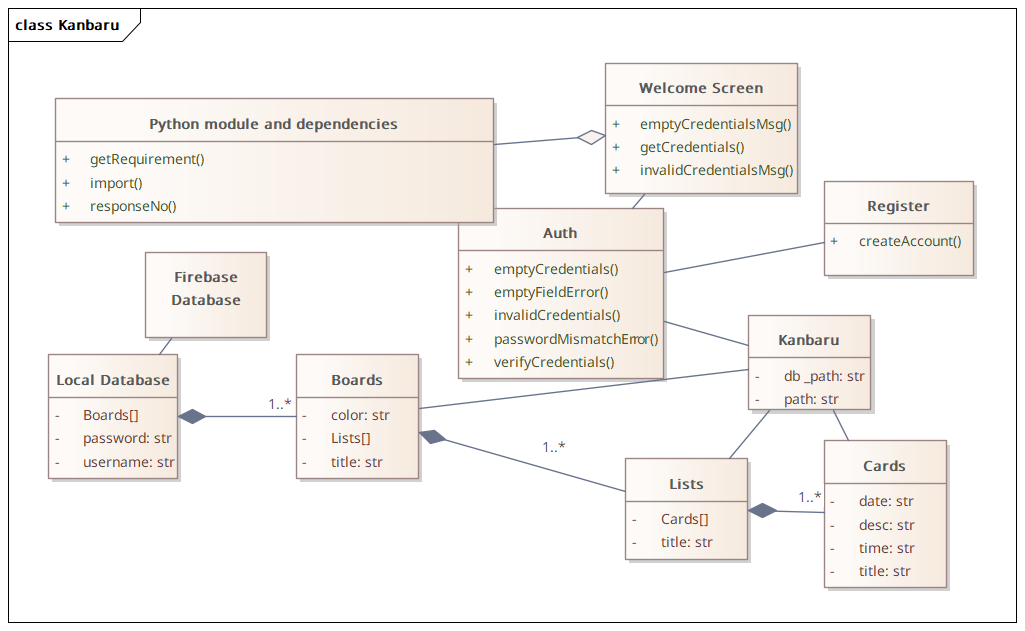 class Kanbaru
Welcome Screen
+ emptyCredentialsMsg()
+ getCredentials()
+ invalidCredentialsMsg()
Python module and dependencies
+ getRequirement()
+ import()
+ responseNo()
Register
+ createAccount()
Auth
+ emptyCredentials()
+ emptyFieldError()
+ invalidCredentials()
+ passwordMismatchError()
+ verifyCredentials()
Firebase
Database
Kanbaru
- db _path: str
- path: str
Local Database
- Boards[]
- password: str
- username: str
1..*
Boards
- color: str
- Lists[]
- title: str
1..*
Lists
- Cards[]
- title: str
1..*
Cards
- date: str
- desc: str
- time: str
- title: str